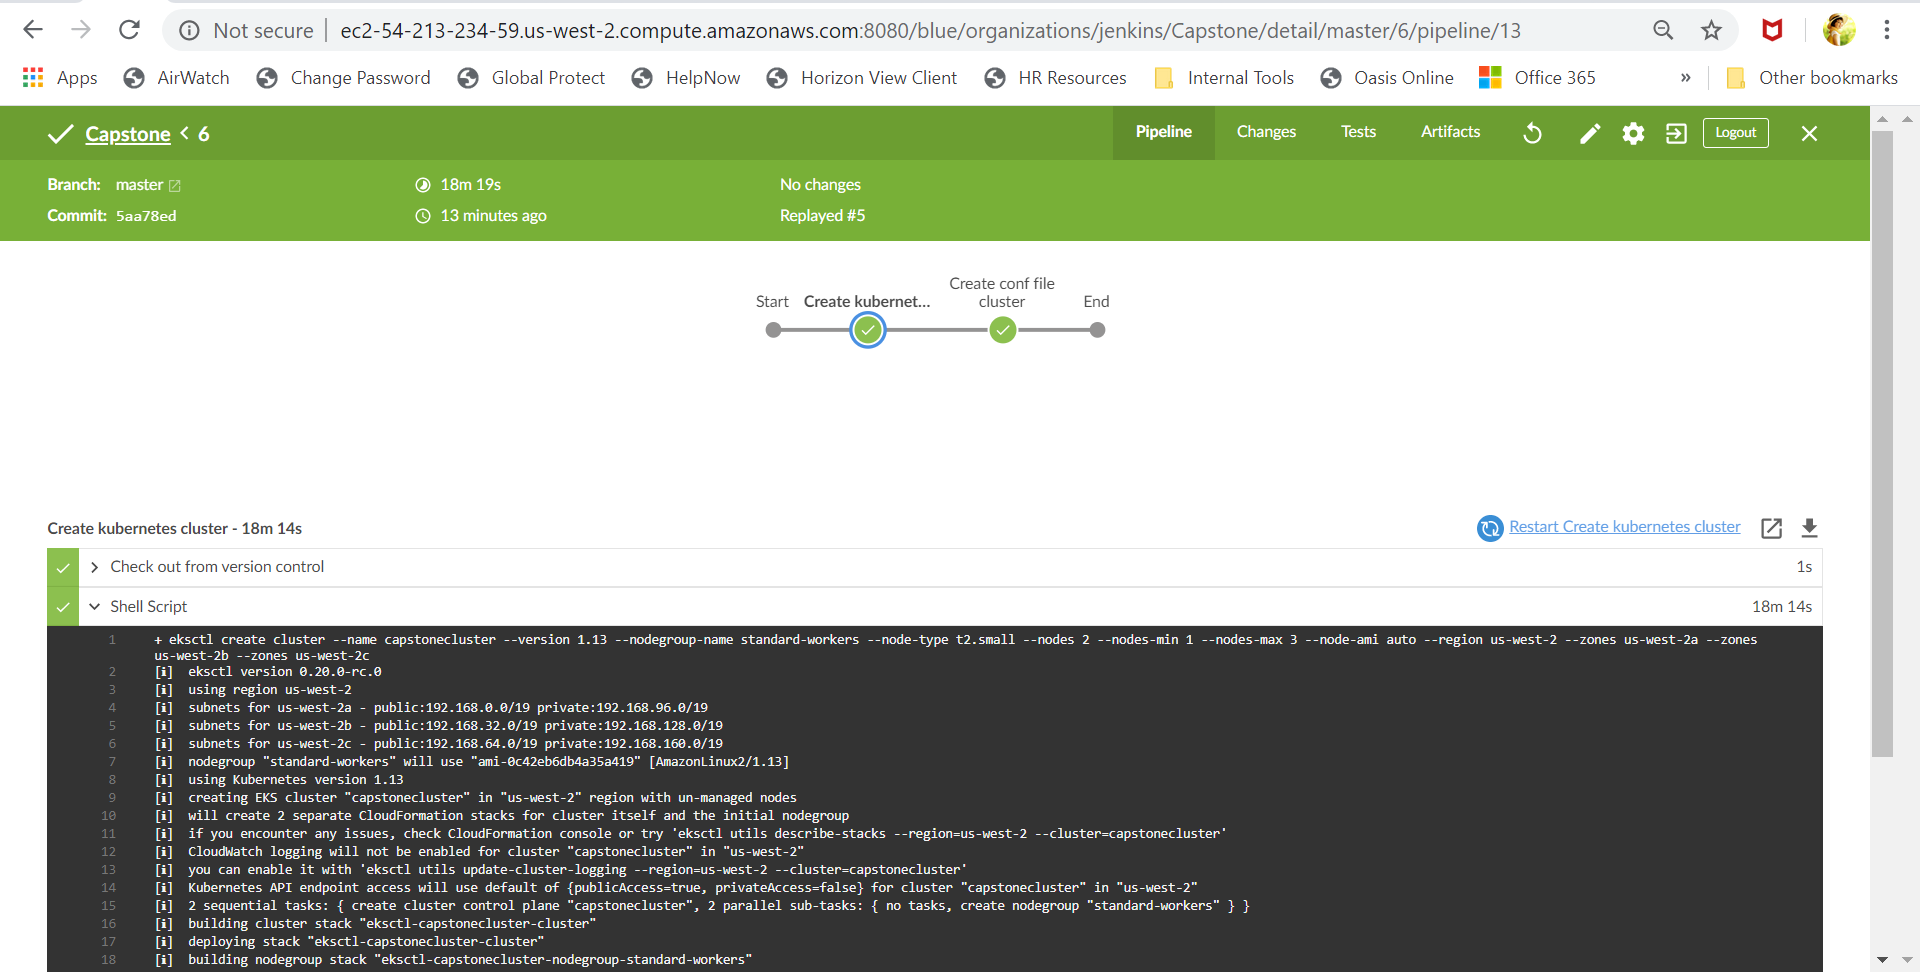 Not secure ec2-54-213-234-59.us-west-2.compute.amazonaws.com:8080/blue/organizations/jenkins/Capstone/detail/master/6/pipeline/13
Apps AirWatch Change Password Global Protect HelpNow Horizon View Client HR Resources Internal Tools Oasis Online Office 365 » Other bookmarks
Capstone < 6 Pipeline Changes Tests Artifacts Logout
Branch: master 18m 19s No changes
Commit: 5aa78ed 13 minutes ago Replayed #5
Create conf file
Start Create kubernet... cluster End
Create kubernetes cluster - 18m 14s Restart Create kubernetes cluster
Check out from version control 1s
Shell Script 18m 14s
1 + eksctl create cluster --name capstonecluster --version 1.13 --nodegroup-name standard-workers --node-type t2.small --nodes 2 --nodes-min 1 --nodes-max 3 --node-ami auto --region us-west-2 --zones us-west-2a --zones
us-west-2b --zones us-west-2c
2 [i] eksctl version 0.20.0-rc.0
3 [i] using region us-west-2
4 [i] subnets for us-west-2a - public:192.168.0.0/19 private:192.168.96.0/19
5 [i] subnets for us-west-2b - public:192.168.32.0/19 private:192.168.128.0/19
6 [i] subnets for us-west-2c - public:192.168.64.0/19 private:192.168.160.0/19
7 [i] nodegroup "standard-workers" will use "ami-0c42eb6db4a35a419" [AmazonLinux2/1.13]
8 [i] using Kubernetes version 1.13
9 [i] creating EKS cluster "capstonecluster" in "us-west-2" region with un-managed nodes
10 [i] will create 2 separate CloudFormation stacks for cluster itself and the initial nodegroup
11 [i] if you encounter any issues, check CloudFormation console or try 'eksctl utils describe-stacks --region=us-west-2 --cluster=capstonecluster'
12 [i] CloudWatch logging will not be enabled for cluster "capstonecluster" in "us-west-2"
13 [i] you can enable it with 'eksctl utils update-cluster-logging --region=us-west-2 --cluster=capstonecluster'
14 [i] Kubernetes API endpoint access will use default of {publicAccess=true, privateAccess=false} for cluster "capstonecluster" in "us-west-2"
15 [i] 2 sequential tasks: { create cluster control plane "capstonecluster", 2 parallel sub-tasks: { no tasks, create nodegroup "standard-workers" } }
16 [i] building cluster stack "eksctl-capstonecluster-cluster"
17 [i] deploying stack "eksctl-capstonecluster-cluster"
18 [i] building nodegroup stack "eksctl-capstonecluster-nodegroup-standard-workers"